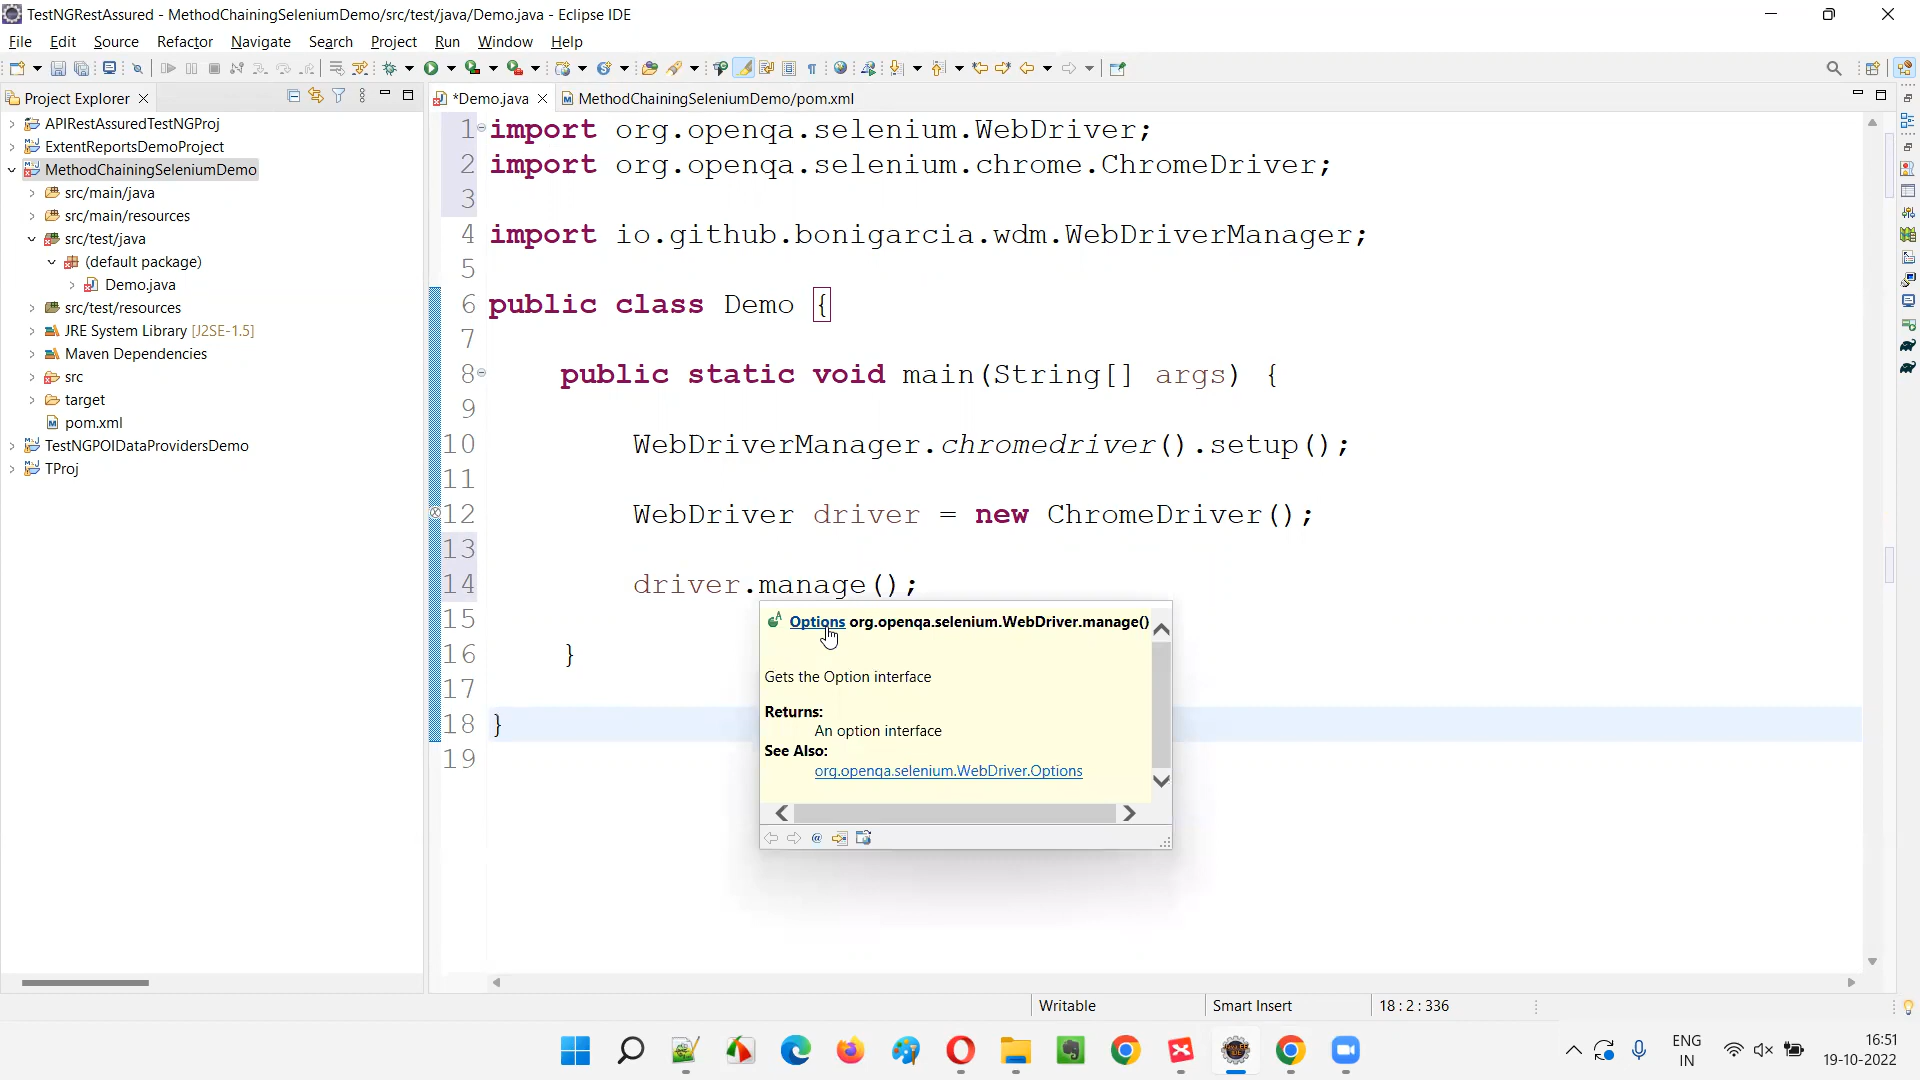 TestNGRestAssured - MethodChainingSeleniumDemo/src/test/java/Demo.java - Eclipse IDE
File Edit Source Refactor Navigate Search Project Run Window Help
Project Explorer
*Demo.java
MethodChainingSeleniumDemo/pom.xml
APIRestAssuredTestNGProj
ExtentReportsDemoProject
MethodChainingSeleniumDemo
src/main/java
src/main/resources
src/test/java
(default package)
Demo.java
src/test/resources
JRE System Library [J2SE-1.5]
Maven Dependencies
src
target
pom.xml
TestNGPOIDataProvidersDemo
TProj
1 import org.openqa.selenium.WebDriver;
2 import org.openqa.selenium.chrome.ChromeDriver;
3
4 import io.github.bonigarcia.wdm.WebDriverManager;
5
6 public class Demo {
7
8 public static void main(String[] args) {
9
10 WebDriverManager.chromedriver().setup();
11
12 WebDriver driver = new ChromeDriver();
13
14 driver.manage();
15
16 }
17
18 }
19
Options org.openqa.selenium.WebDriver.manage()
Gets the Option interface
Returns:
An option interface
See Also:
org.openqa.selenium.WebDriver.Options
Writable
Smart Insert
18 : 2 : 336
ENG
IN
16:51
19-10-2022